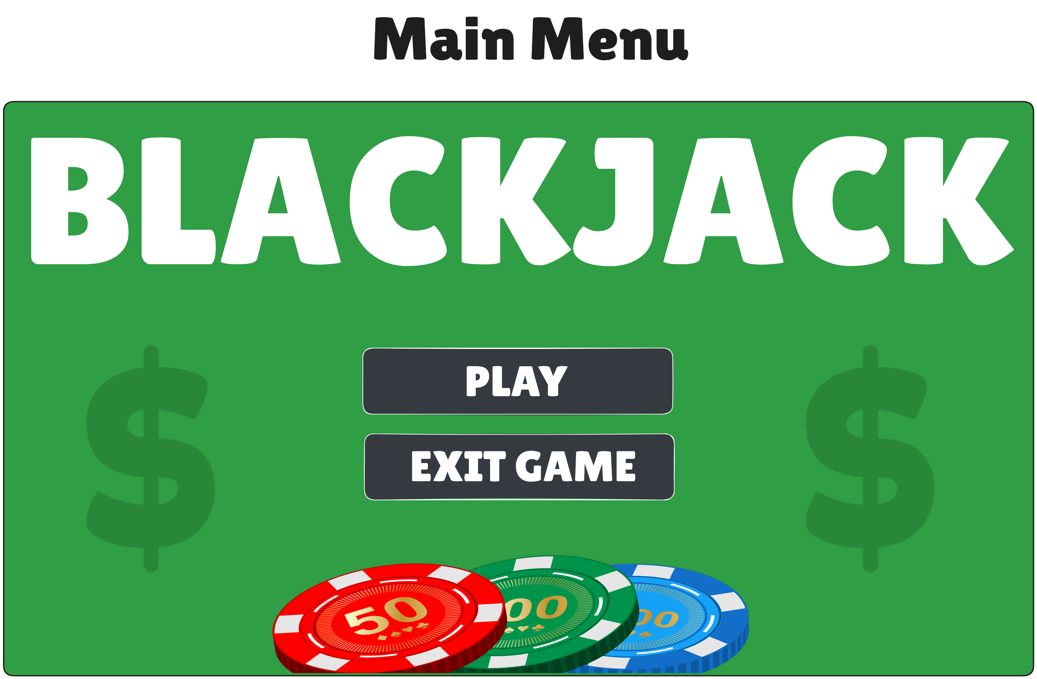 Main Menu
BLACKJACK
$ $
PLAY
EXIT GAME
50